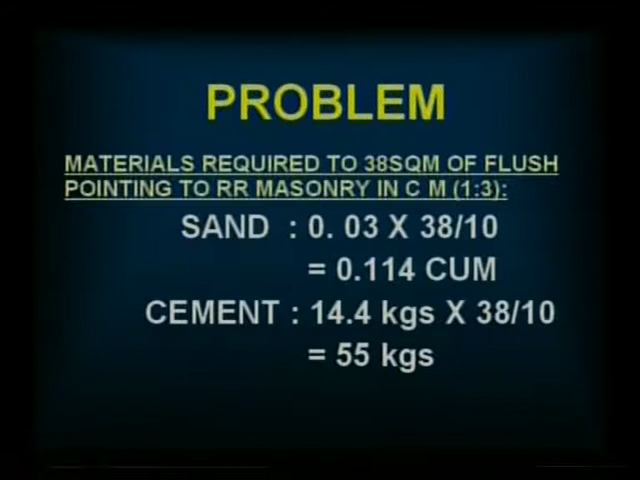 PROBLEM
MATERIALS REQUIRED TO 38SQM OF FLUSH
POINTING TO RR MASONRY IN C M (1:3):
SAND : 0. 03 X 38/10
= 0.114 CUM
CEMENT : 14.4 kgs X 38/10
= 55 kgs